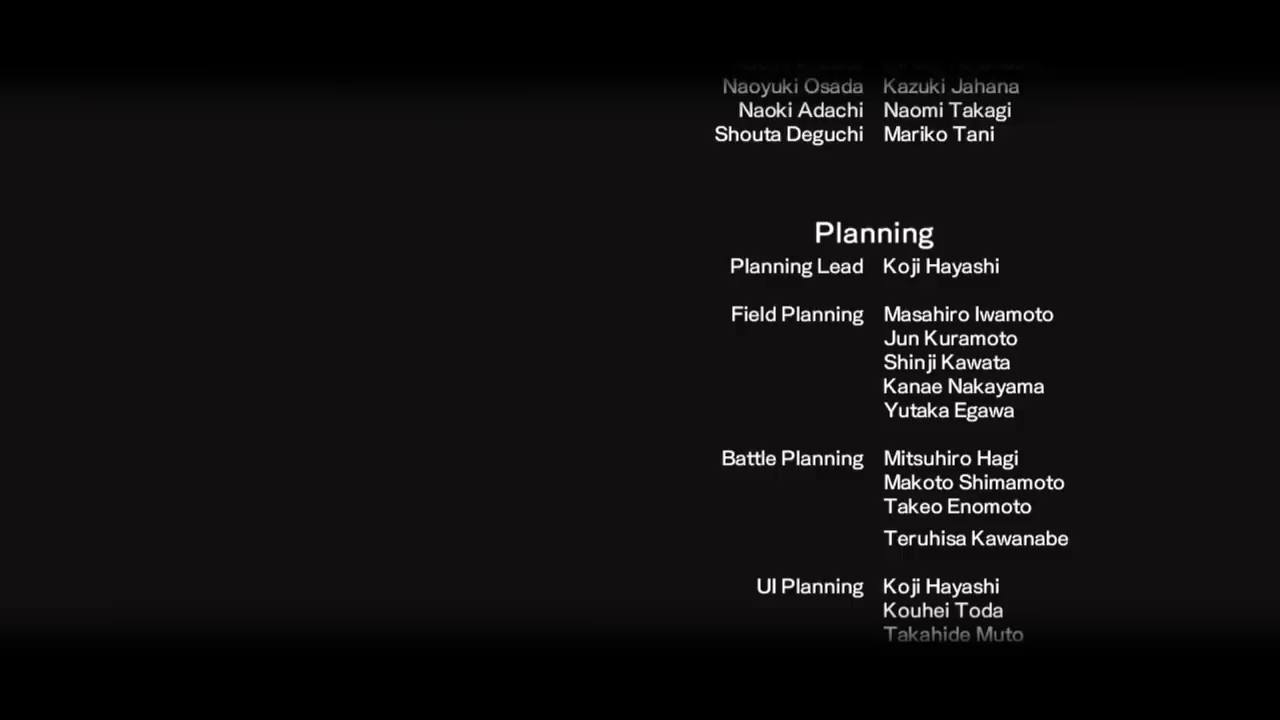 Naoyuki Osada Kazuki Jahana
Naoki Adachi Naomi Takagi
Shouta Deguchi Mariko Tani
Planning
Planning Lead Koji Hayashi
Field Planning Masahiro Iwamoto
Jun Kuramoto
Shinji Kawata
Kanae Nakayama
Yutaka Egawa
Battle Planning Mitsuhiro Hagi
Makoto Shimamoto
Takeo Enomoto
Teruhisa Kawanabe
UI Planning Koji Hayashi
Kouhei Toda
Takahide Muto